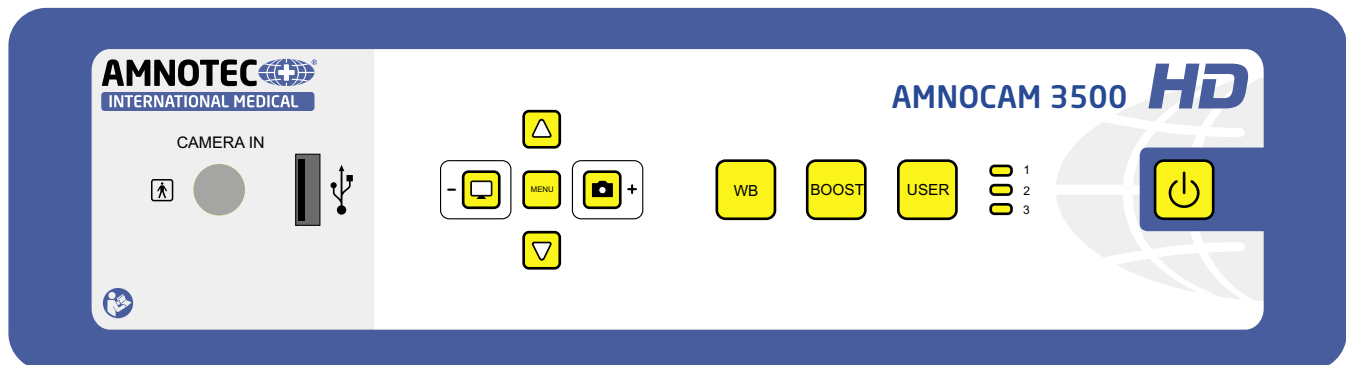 AMNOTEC®
INTERNATIONAL MEDICAL
CAMERA IN
- MENU +
AMNOCAM 3500 HD
WB BOOST USER
1
2
3